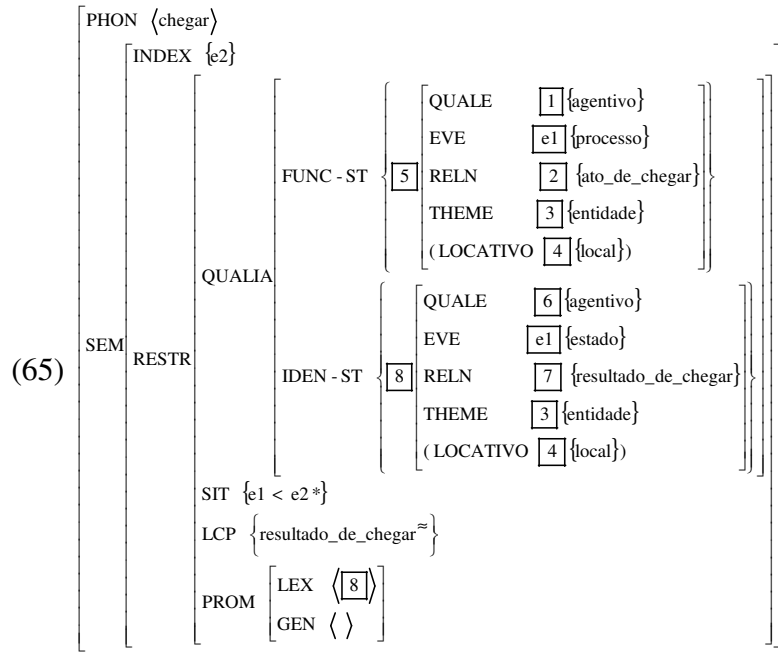 PHON ⟨chegar⟩
INDEX {e2}
QUALE 1 {agentivo}
EVE e1 {processo}
FUNC - ST 5 RELN 2 {ato_de_chegar}
THEME 3 {entidade}
( LOCATIVO 4 {local})
QUALIA
QUALE 6 {agentivo}
EVE e1 {estado}
(65) SEM RESTR IDEN - ST 8 RELN 7 {resultado_de_chegar}
THEME 3 {entidade}
( LOCATIVO 4 {local})
SIT {e1 < e2 *}
LCP {resultado_de_chegar≈}
LEX ⟨8⟩
PROM
GEN ⟨ ⟩